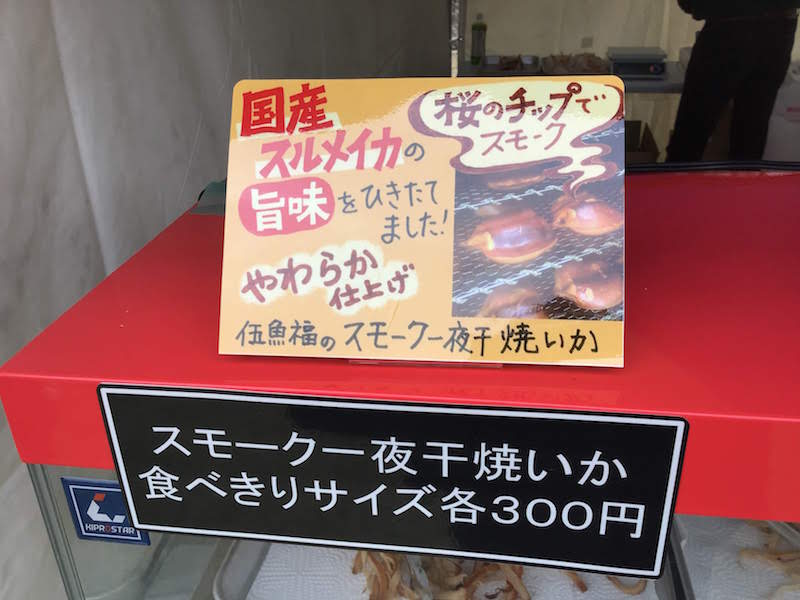 国産
スルメイカの
旨味をひきたて
ました!
桜のチップで
スモーク
やわらか
仕上げ
伍魚福のスモーク一夜干焼いか
スモーク一夜干焼いか
食べきりサイズ各300円
KIPROSTAR